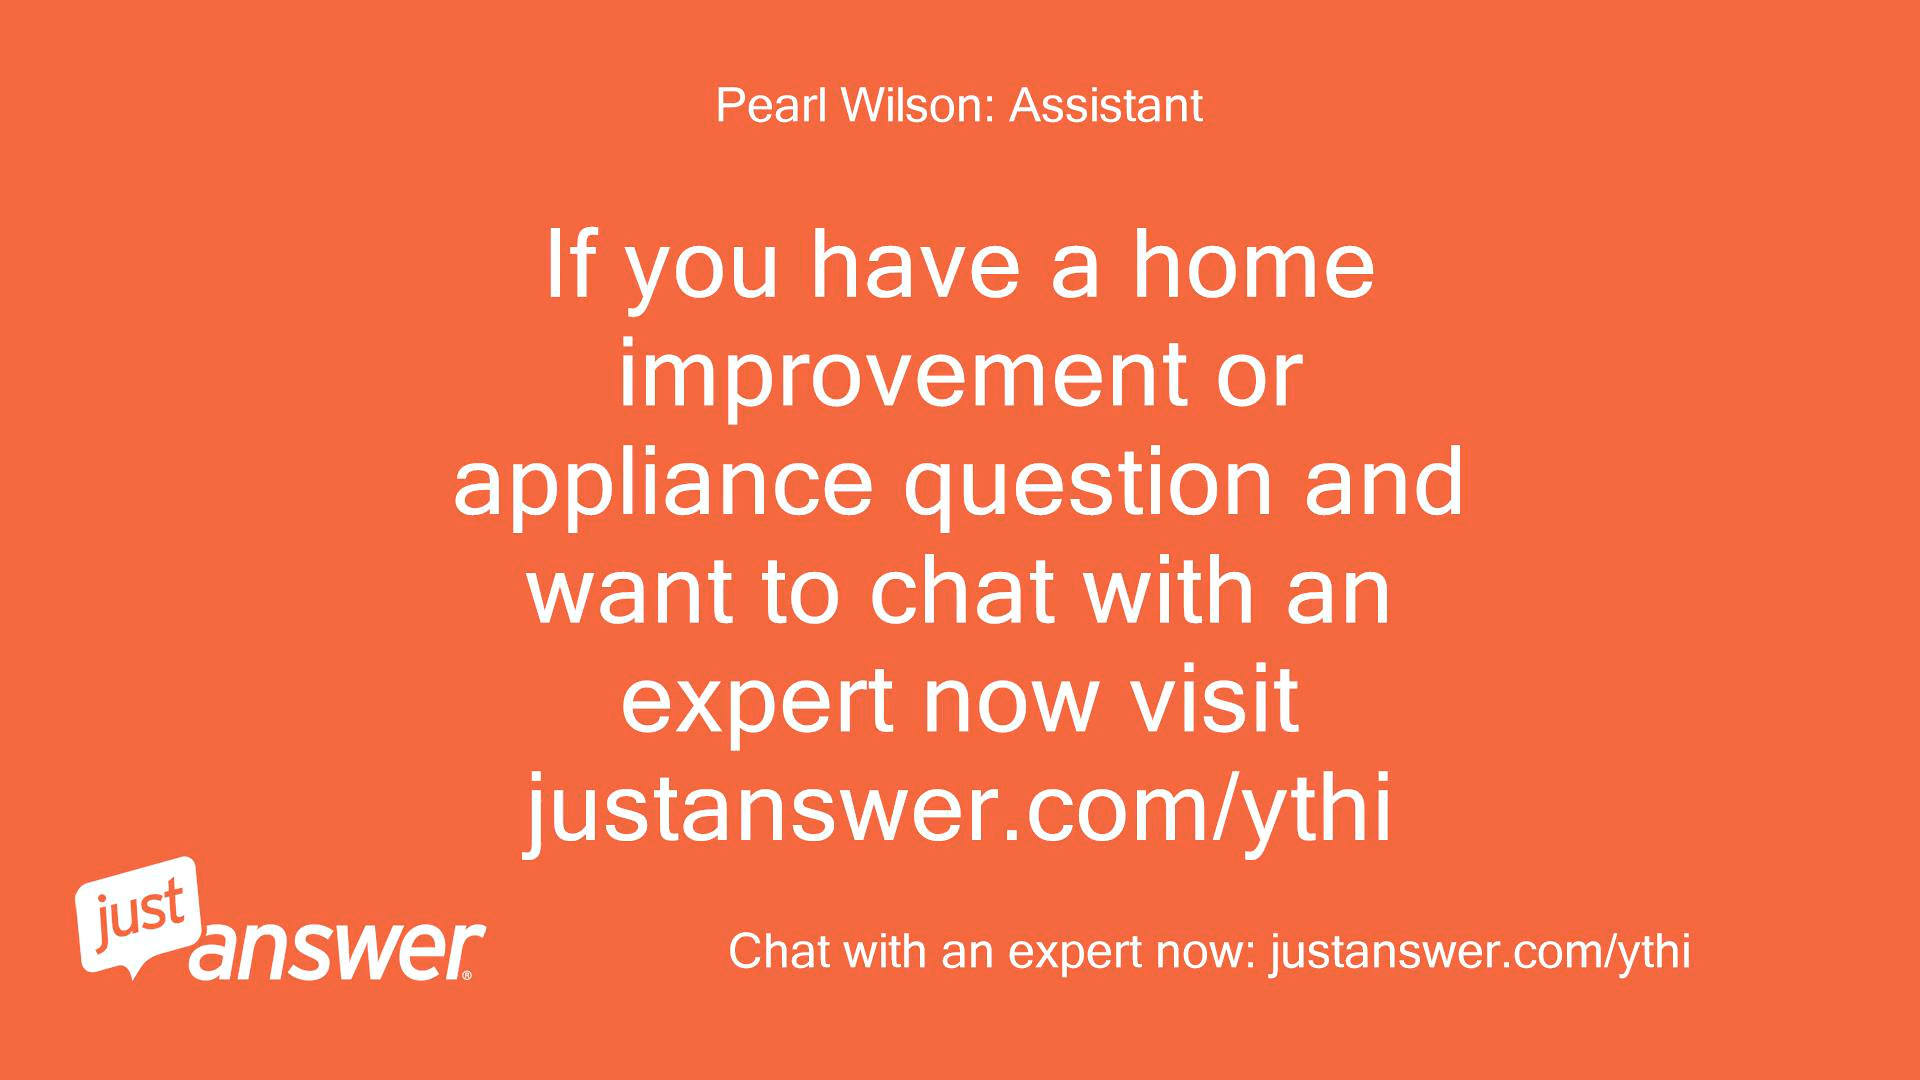 Pearl Wilson: Assistant
If you have a home
improvement or
appliance question and
want to chat with an
expert now visit
justanswer.com/ythi
just
answer®
Chat with an expert now: justanswer.com/ythi